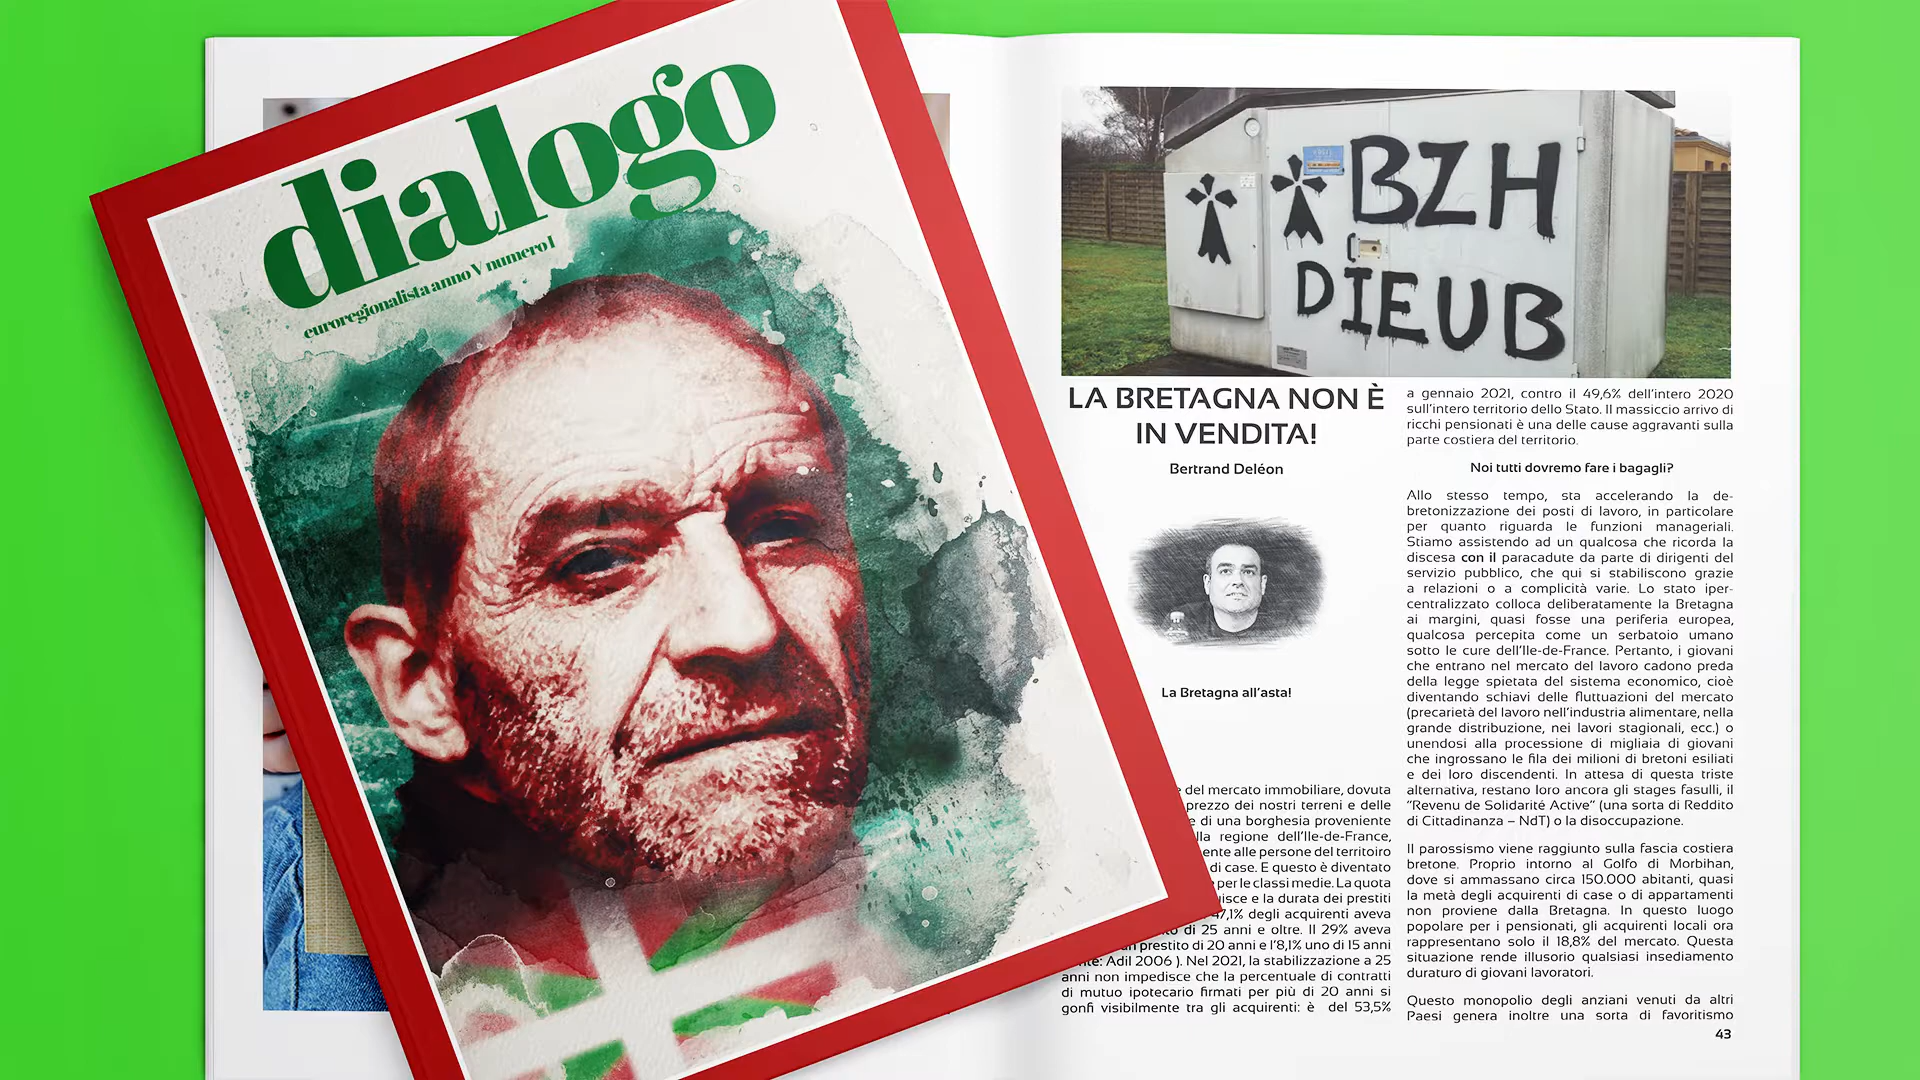 dialogo
euroregionalista anno V numero I
BZH
DIEUB
LA BRETAGNA NON È
IN VENDITA!
Bertrand Deléon
La Bretagna all'asta!
del mercato immobiliare, dovuta
prezzo dei nostri terreni e delle
di una borghesia proveniente
regione dell'Ile-de-France,
alle persone del territoiro
di case. E questo è diventato
per le classi medie. La quota
e la durata dei prestiti
47,1% degli acquirenti aveva
di 25 anni e oltre. Il 29% aveva
prestito di 20 anni e l'8,1% uno di 15 anni
Adil 2006 ). Nel 2021, la stabilizzazione a 25
anni non impedisce che la percentuale di contratti
di mutuo ipotecario firmati per più di 20 anni si
gonfi visibilmente tra gli acquirenti: è del 53,5%
a gennaio 2021, contro il 49,6% dell'intero 2020
sull'intero territorio dello Stato. Il massiccio arrivo di
ricchi pensionati è una delle cause aggravanti sulla
parte costiera del territorio.
Noi tutti dovremo fare i bagagli?
Allo stesso tempo, sta accelerando la de-
bretonizzazione dei posti di lavoro, in particolare
per quanto riguarda le funzioni manageriali.
Stiamo assistendo ad un qualcosa che ricorda la
discesa con il paracadute da parte di dirigenti del
servizio pubblico, che qui si stabiliscono grazie
a relazioni o a complicità varie. Lo stato iper-
centralizzato colloca deliberatamente la Bretagna
ai margini, quasi fosse una periferia europea,
qualcosa percepita come un serbatoio umano
sotto le cure dell'Ile-de-France. Pertanto, i giovani
che entrano nel mercato del lavoro cadono preda
della legge spietata del sistema economico, cioè
diventando schiavi delle fluttuazioni del mercato
(precarietà del lavoro nell'industria alimentare, nella
grande distribuzione, nei lavori stagionali, ecc.) o
unendosi alla processione di migliaia di giovani
che ingrossano le fila dei milioni di bretoni esiliati
e dei loro discendenti. In attesa di questa triste
alternativa, restano loro ancora gli stages fasulli, il
"Revenu de Solidarité Active" (una sorta di Reddito
di Cittadinanza – NdT) o la disoccupazione.
Il parossismo viene raggiunto sulla fascia costiera
bretone. Proprio intorno al Golfo di Morbihan,
dove si ammassano circa 150.000 abitanti, quasi
la metà degli acquirenti di case o di appartamenti
non proviene dalla Bretagna. In questo luogo
popolare per i pensionati, gli acquirenti locali ora
rappresentano solo il 18,8% del mercato. Questa
situazione rende illusorio qualsiasi insediamento
duraturo di giovani lavoratori.
Questo monopolio degli anziani venuti da altri
Paesi genera inoltre una sorta di favoritismo
43